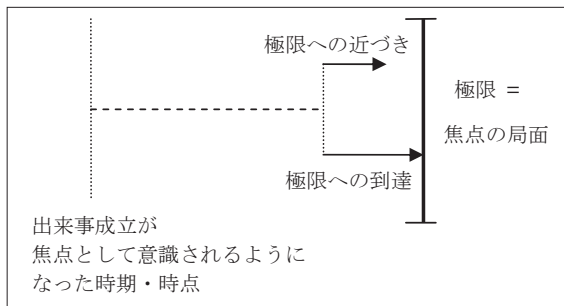 極限への近づき
極限 =
焦点の局面
極限への到達
出来事成立が
焦点として意識されるように
なった時期・時点